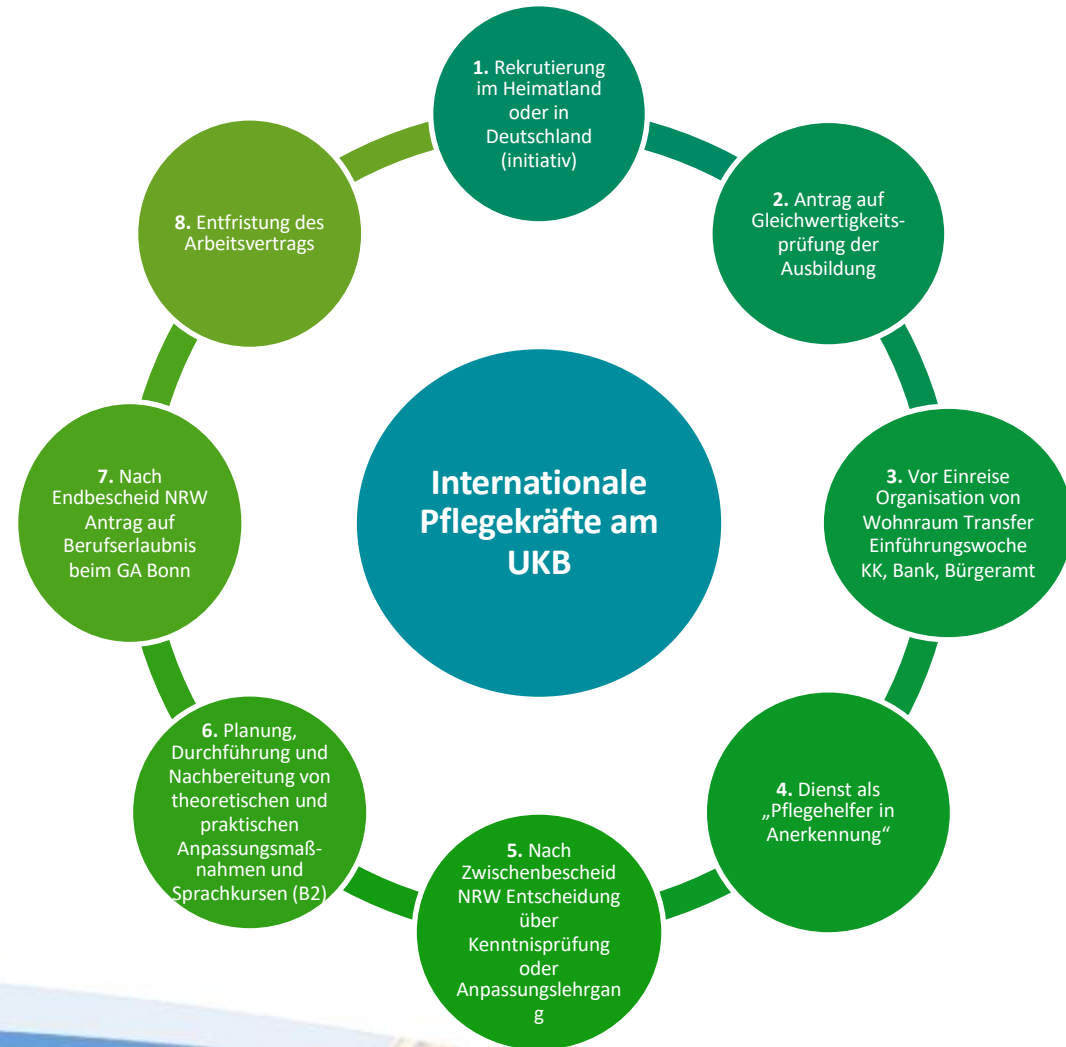 1. Rekrutierung
im Heimatland
oder in
Deutschland
(initiativ)
2. Antrag auf
Gleichwertigkeits-
prüfung der
Ausbildung
3. Vor Einreise
Organisation von
Wohnraum Transfer
Einführungswoche
KK, Bank, Bürgeramt
4. Dienst als
„Pflegehelfer in
Anerkennung“
5. Nach
Zwischenbescheid
NRW Entscheidung
über
Kenntnisprüfung
oder
Anpassungslehrgan
g
6. Planung,
Durchführung und
Nachbereitung von
theoretischen und
praktischen
Anpassungsmaß-
nahmen und
Sprachkursen (B2)
7. Nach
Endbescheid NRW
Antrag auf
Berufserlaubnis
beim GA Bonn
8. Entfristung des
Arbeitsvertrags
Internationale
Pflegekräfte am
UKB